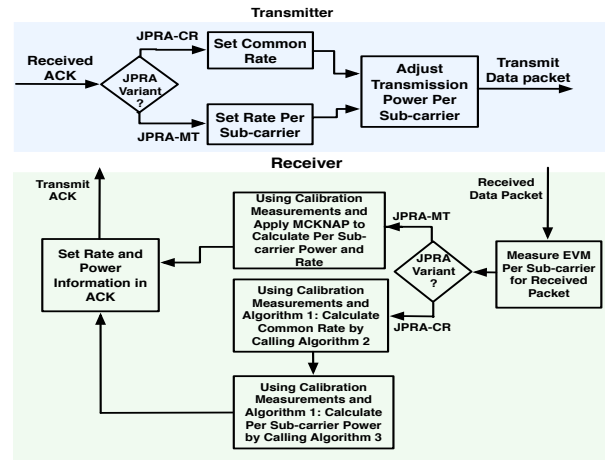 Transmitter
Received
ACK
JPRA-CR
JPRA
Variant
?
JPRA-MT
Set Common
Rate
Set Rate Per
Sub-carrier
Adjust
Transmission
Power Per
Sub-carrier
Transmit
Data packet
Receiver
Transmit
ACK
Set Rate and
Power
Information in
ACK
Using Calibration
Measurements and
Apply MCKNAP to
Calculate Per Sub-
carrier Power and
Rate
JPRA-MT
JPRA
Variant
?
JPRA-CR
Received
Data Packet
Measure EVM
Per Sub-carrier
for Received
Packet
Using Calibration
Measurements and
Algorithm 1: Calculate
Common Rate by
Calling Algorithm 2
Using Calibration
Measurements and
Algorithm 1: Calculate
Per Sub-carrier Power
by Calling Algorithm 3